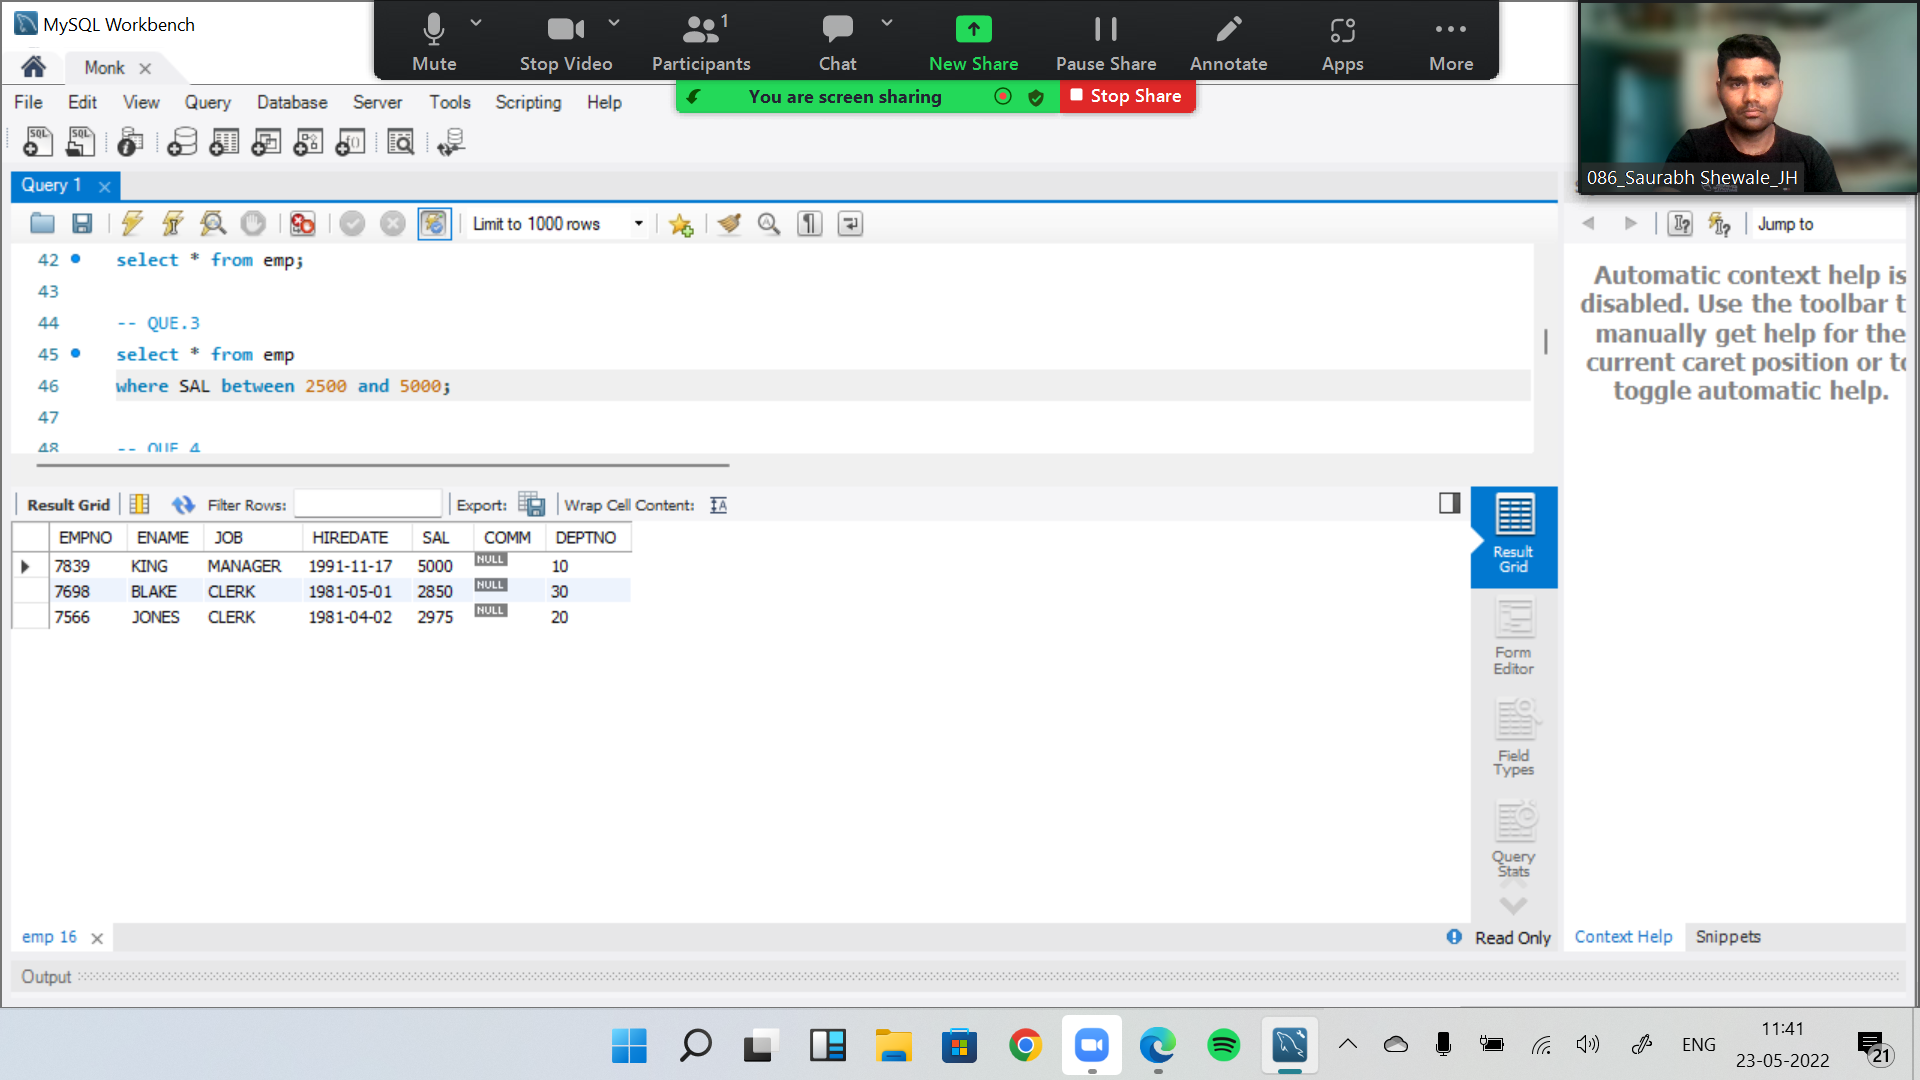 MySQL Workbench
Mute
Stop Video
Participants 1
Chat
New Share
Pause Share
Annotate
Apps
More
You are screen sharing
Stop Share
086_Saurabh Shewale_JH
Monk
File Edit View Query Database Server Tools Scripting Help
Query 1
Limit to 1000 rows
Jump to
42 select * from emp;
43
44 -- QUE.3
45 select * from emp
46 where SAL between 2500 and 5000;
47
48 -- QUE.4
Automatic context help is
disabled. Use the toolbar t
manually get help for the
current caret position or to
toggle automatic help.
Result Grid Filter Rows: Export: Wrap Cell Content:
EMPNO ENAME JOB HIREDATE SAL COMM DEPTNO
7839 KING MANAGER 1991-11-17 5000 NULL 10
7698 BLAKE CLERK 1981-05-01 2850 NULL 30
7566 JONES CLERK 1981-04-02 2975 NULL 20
Result
Grid
Form
Editor
Field
Types
Query
Stats
emp 16
Read Only
Context Help Snippets
Output
ENG
11:41
23-05-2022
21